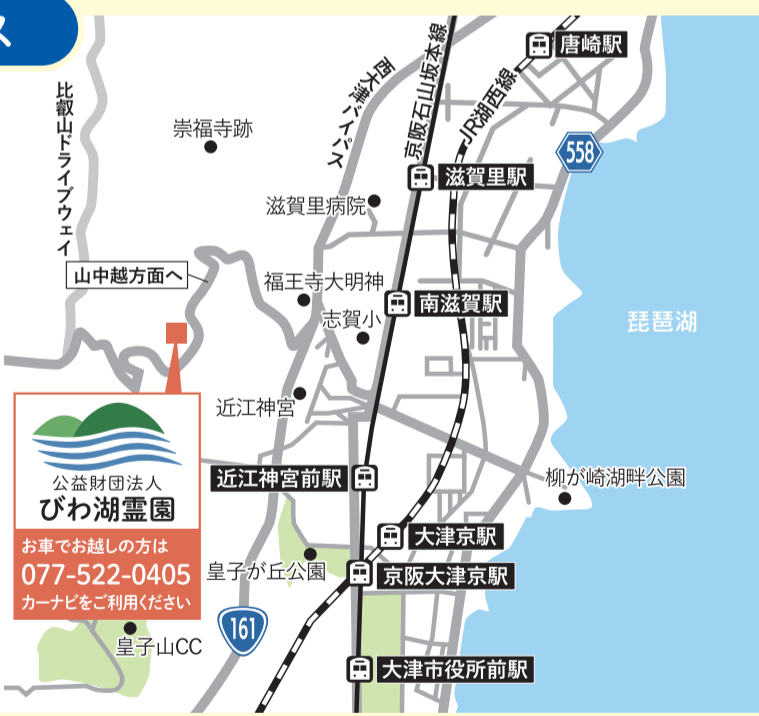 ス
唐崎駅
京阪石山坂本線
JR湖西線
西大津バイパス
比叡山ドライブウェイ
崇福寺跡
558
滋賀里駅
滋賀里病院
山中越方面へ
福王寺大明神
南滋賀駅
志賀小
琵琶湖
近江神宮
公益財団法人
びわ湖霊園
お車でお越しの方は
077-522-0405
カーナビをご利用ください
近江神宮前駅
柳が崎湖畔公園
大津京駅
皇子が丘公園
京阪大津京駅
161
皇子山CC
大津市役所前駅